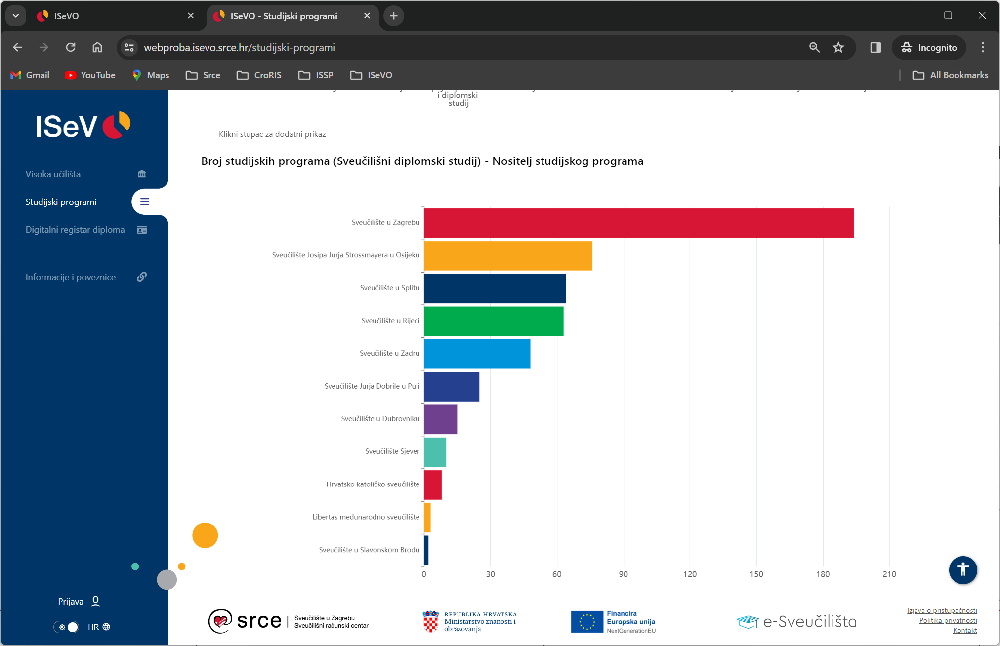 ISeVO
ISeVO - Studijski programi
webproba.isevo.srce.hr/studijski-programi
Incognito
Gmail
YouTube
Maps
Srce
CroRIS
ISSP
ISeVO
All Bookmarks
ISeV
Visoka učilišta
Studijski programi
Digitalni registar diploma
Informacije i poveznice
Prijava
HR
i diplomski
studij
Klikni stupac za dodatni prikaz
Broj studijskih programa (Sveučilišni diplomski studij) - Nositelj studijskog programa
Sveučilište u Zagrebu
Sveučilište Josipa Jurja Strossmayera u Osijeku
Sveučilište u Splitu
Sveučilište u Rijeci
Sveučilište u Zadru
Sveučilište Jurja Dobrile u Puli
Sveučilište u Dubrovniku
Sveučilište Sjever
Hrvatsko katoličko sveučilište
Libertas međunarodno sveučilište
Sveučilište u Slavonskom Brodu
0 30 60 90 120 150 180 210
srce
Sveučilište u Zagrebu
Sveučilišni računski centar
REPUBLIKA HRVATSKA
Ministarstvo znanosti i
obrazovanja
Financira
Europska unija
NextGenerationEU
e-Sveučilišta
Izjava o pristupačnosti
Politika privatnosti
Kontakt